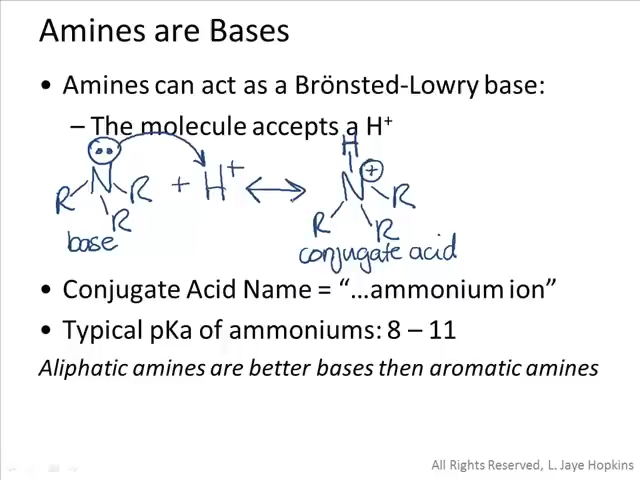 Amines are Bases
• Amines can act as a Brönsted-Lowry base:
– The molecule accepts a H⁺
H
N + H⁺ ↔ N⊕
R R R R
R R
base conjugate acid
• Conjugate Acid Name = “…ammonium ion”
• Typical pKa of ammoniums: 8 – 11
Aliphatic amines are better bases then aromatic amines
All Rights Reserved, L. Jaye Hopkins